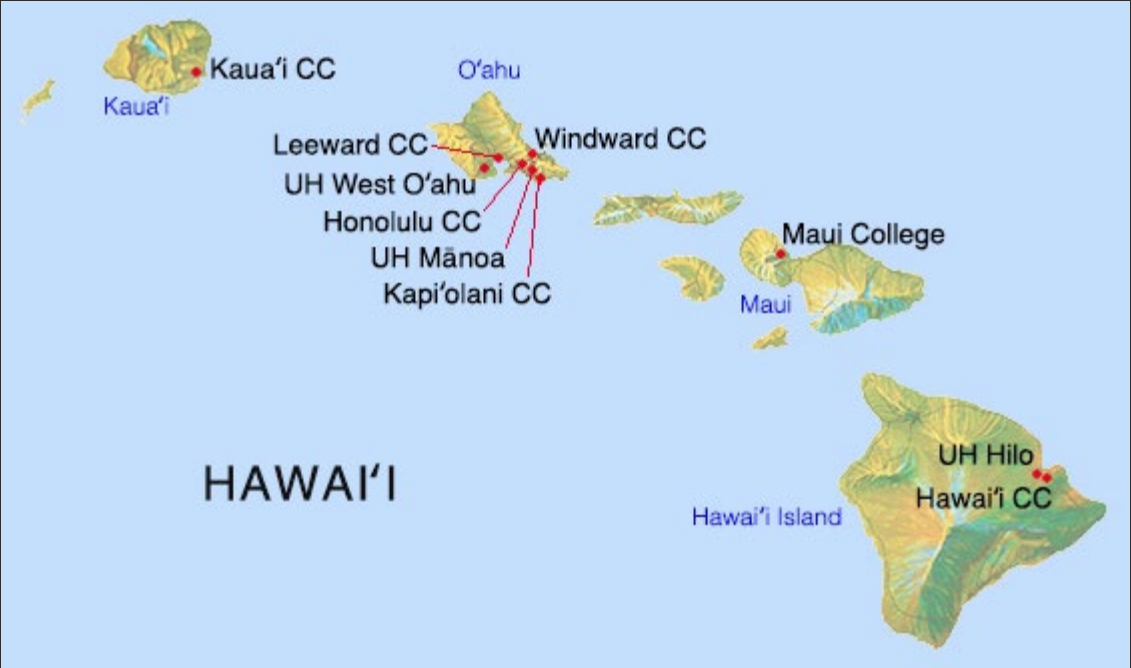 Kauaʻi CC
Kauaʻi
Oʻahu
Leeward CC
Windward CC
UH West Oʻahu
Honolulu CC
UH Mānoa
Kapiʻolani CC
Maui College
Maui
UH Hilo
Hawaiʻi CC
Hawaiʻi Island
HAWAIʻI